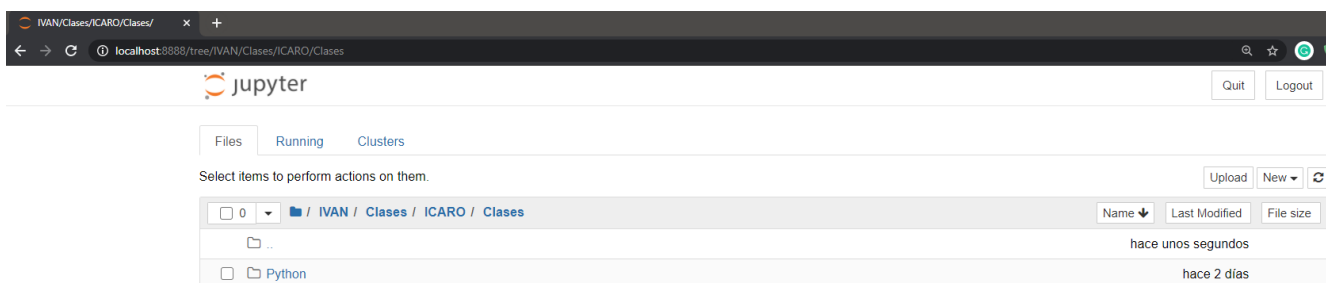 IVAN/Clases/ICARO/Clases/
localhost:8888/tree/IVAN/Clases/ICARO/Clases
jupyter Quit Logout
Files Running Clusters
Select items to perform actions on them. Upload New
0 / IVAN / Clases / ICARO / Clases Name Last Modified File size
.. hace unos segundos
Python hace 2 días